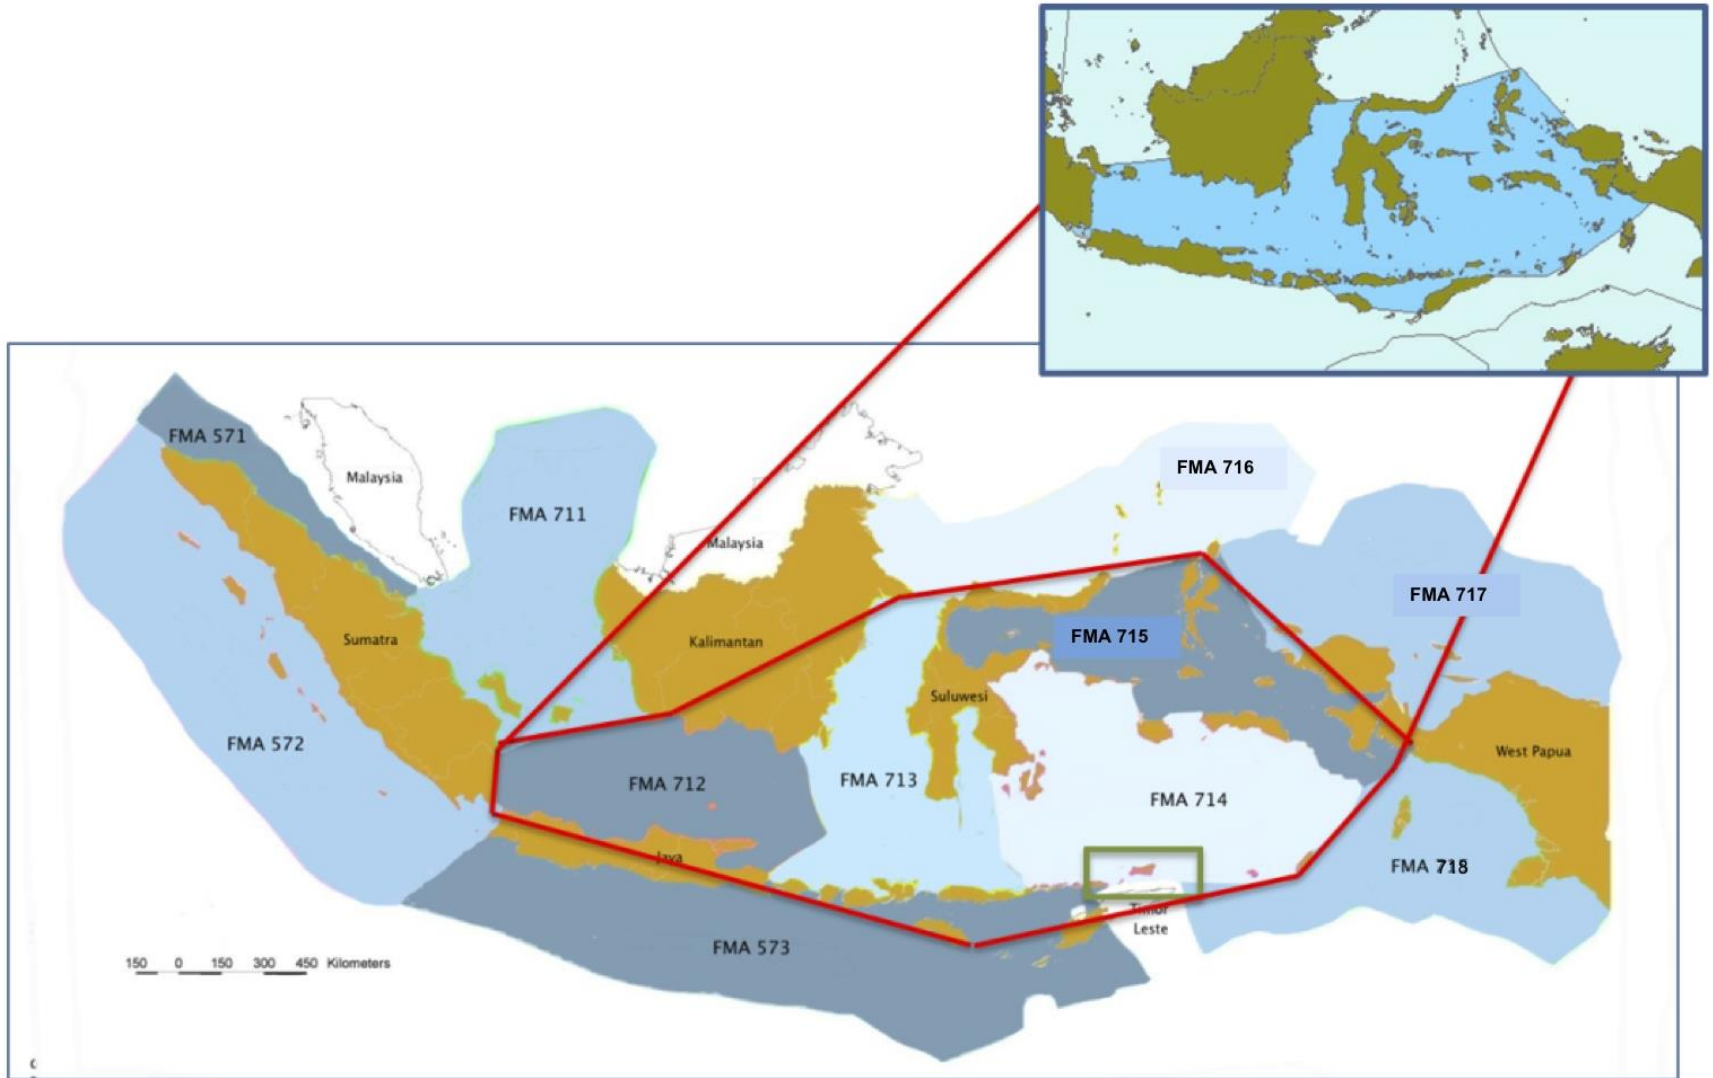 FMA 571
Malaysia
FMA 711
FMA 716
Malaysia
FMA 717
Sumatra
Kalimantan
FMA 715
Suluwesi
FMA 572
FMA 712
FMA 713
FMA 714
West Papua
Java
FMA 718
Timor
Leste
FMA 573
150 0 150 300 450 Kilometers